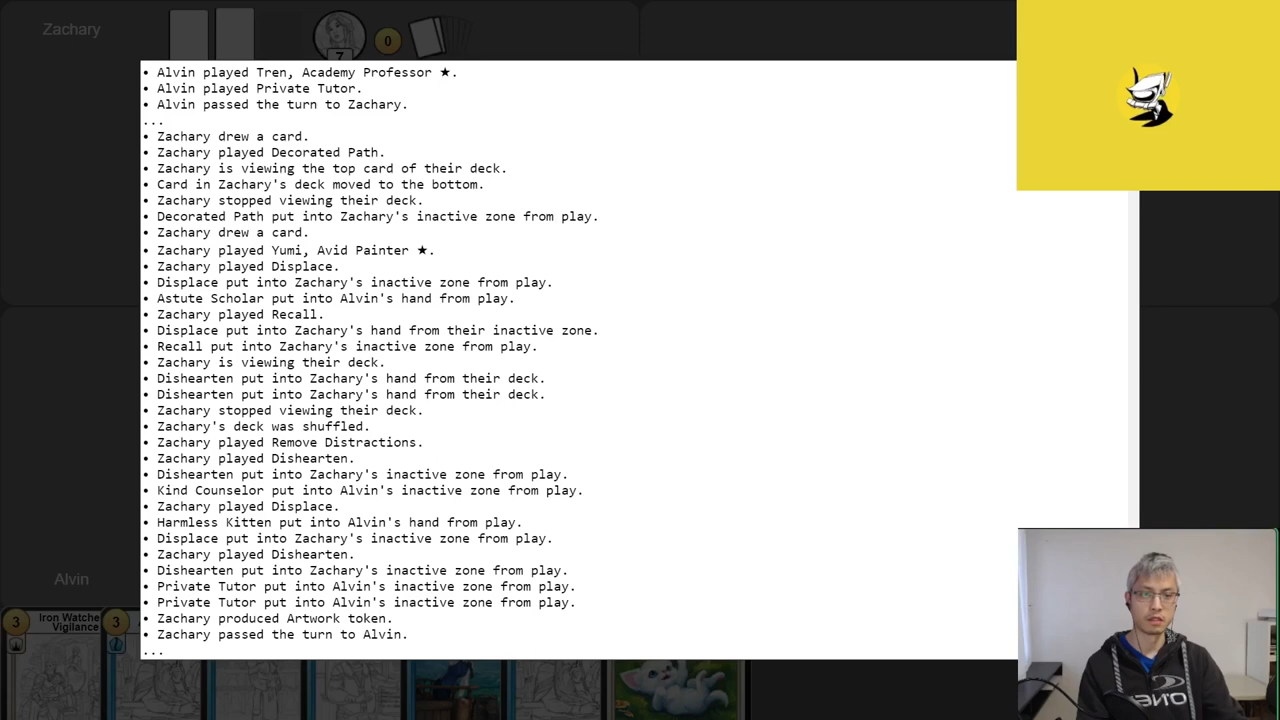 Zachary
7
0
• Alvin played Tren, Academy Professor ★.
• Alvin played Private Tutor.
• Alvin passed the turn to Zachary.
...
• Zachary drew a card.
• Zachary played Decorated Path.
• Zachary is viewing the top card of their deck.
• Card in Zachary's deck moved to the bottom.
• Zachary stopped viewing their deck.
• Decorated Path put into Zachary's inactive zone from play.
• Zachary drew a card.
• Zachary played Yumi, Avid Painter ★.
• Zachary played Displace.
• Displace put into Zachary's inactive zone from play.
• Astute Scholar put into Alvin's hand from play.
• Zachary played Recall.
• Displace put into Zachary's hand from their inactive zone.
• Recall put into Zachary's inactive zone from play.
• Zachary is viewing their deck.
• Dishearten put into Zachary's hand from their deck.
• Dishearten put into Zachary's hand from their deck.
• Zachary stopped viewing their deck.
• Zachary's deck was shuffled.
• Zachary played Remove Distractions.
• Zachary played Dishearten.
• Dishearten put into Zachary's inactive zone from play.
• Kind Counselor put into Alvin's inactive zone from play.
• Zachary played Displace.
• Harmless Kitten put into Alvin's hand from play.
• Displace put into Zachary's inactive zone from play.
• Zachary played Dishearten.
• Dishearten put into Zachary's inactive zone from play.
• Private Tutor put into Alvin's inactive zone from play.
• Private Tutor put into Alvin's inactive zone from play.
• Zachary produced Artwork token.
• Zachary passed the turn to Alvin.
...
Alvin
3
Iron Watche
Vigilance
3